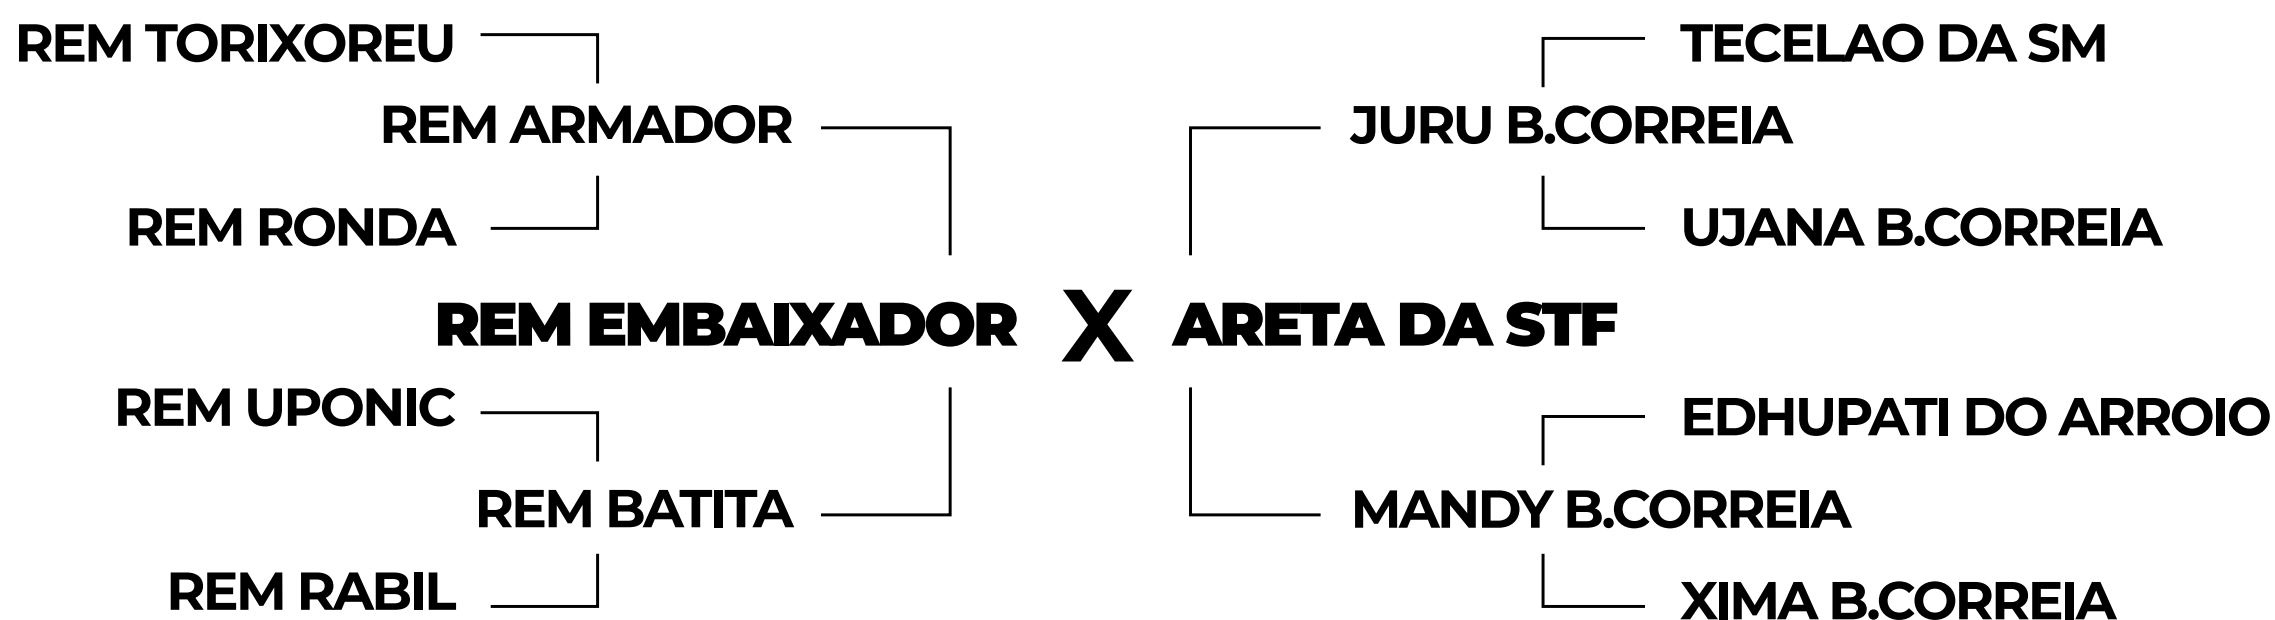 REM TORIXOREU
TECELAO DA SM
REM ARMADOR
JURU B.CORREIA
REM RONDA
UJANA B.CORREIA
REM EMBAIXADOR X ARETA DA STF
REM UPONIC
EDHUPATI DO ARROIO
REM BATITA
MANDY B.CORREIA
REM RABIL
XIMA B.CORREIA